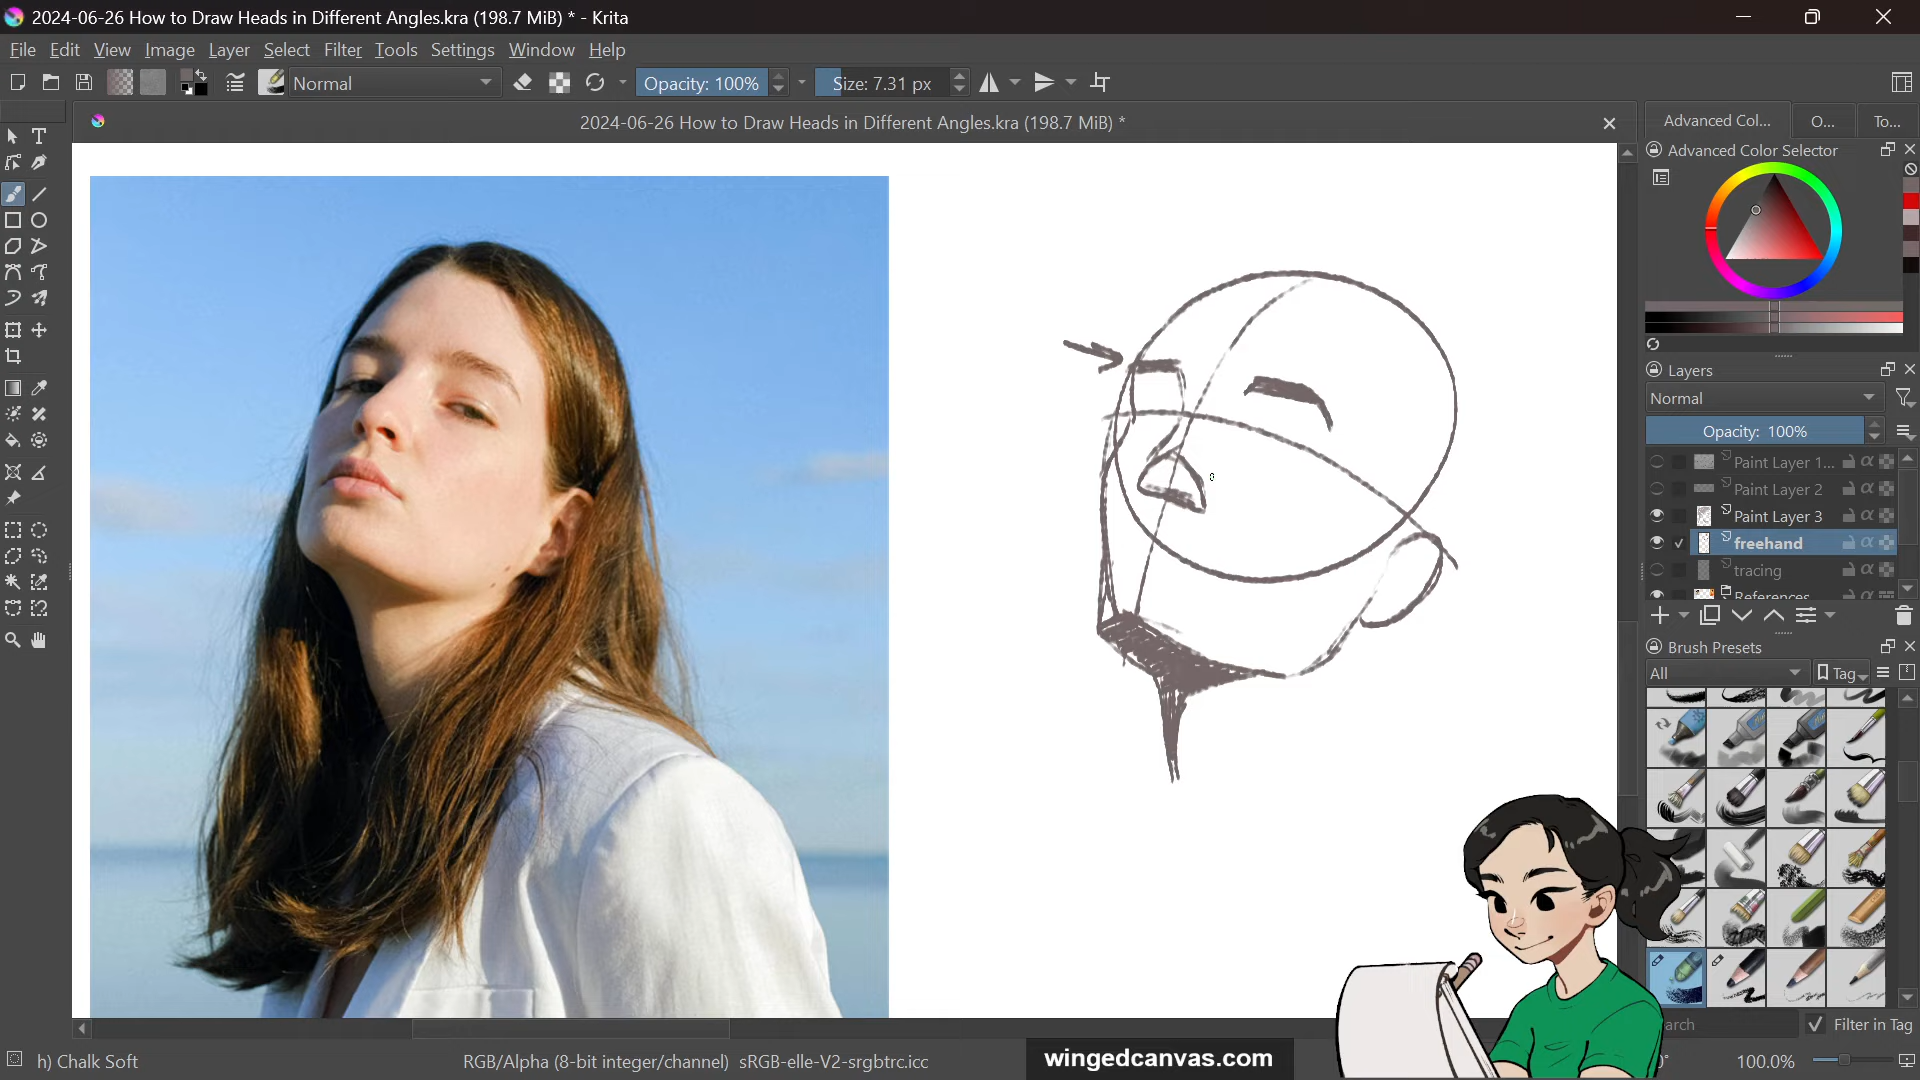 2024-06-26 How to Draw Heads in Different Angles.kra (198.7 MiB) * - Krita
File Edit View Image Layer Select Filter Tools Settings Window Help
Normal
Opacity: 100%
Size: 7.31 px
2024-06-26 How to Draw Heads in Different Angles.kra (198.7 MiB) *
Advanced Col... O... To...
Advanced Color Selector
Layers
Normal
Opacity: 100%
Paint Layer 1...
Paint Layer 2
Paint Layer 3
freehand
tracing
References
Brush Presets
All
Tag
arch
Filter in Tag
h) Chalk Soft
RGB/Alpha (8-bit integer/channel) sRGB-elle-V2-srgbtrc.icc
wingedcanvas.com
100.0%